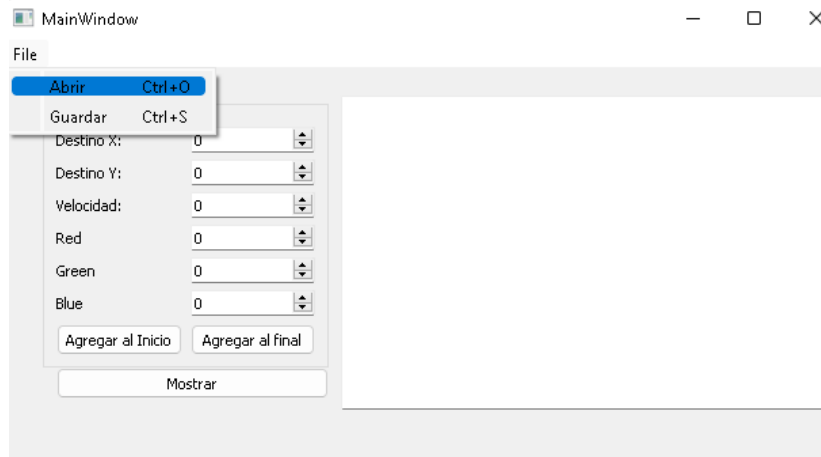 MainWindow
File
Abrir Ctrl+O
Guardar Ctrl+S
Destino X: 0
Destino Y: 0
Velocidad: 0
Red 0
Green 0
Blue 0
Agregar al Inicio Agregar al final
Mostrar